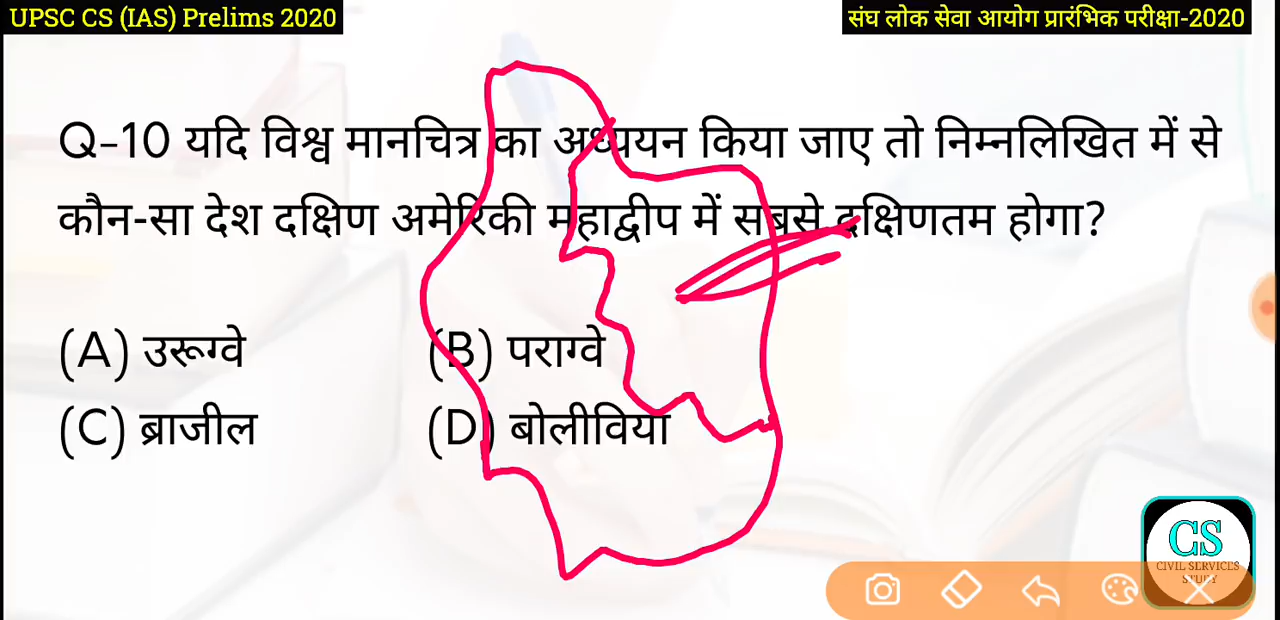 UPSC CS (IAS) Prelims 2020
संघ लोक सेवा आयोग प्रारंभिक परीक्षा-2020
Q-10 यदि विश्व मानचित्र का अध्ययन किया जाए तो निम्नलिखित में से
कौन-सा देश दक्षिण अमेरिकी महाद्वीप में सबसे दक्षिणतम होगा?
(A) उरूग्वे (B) पराग्वे
(C) ब्राजील (D) बोलीविया
CS
CIVIL SERVICES
STUDY